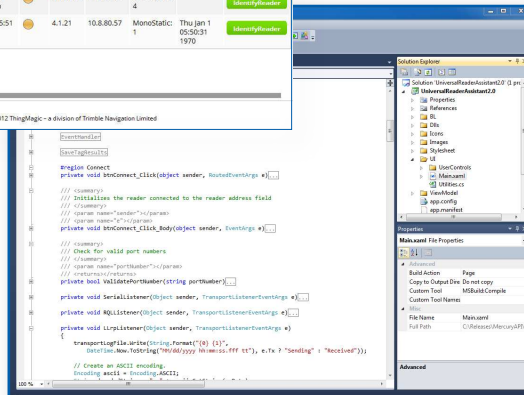 4
IdentifyReader
5:51
4.1.21
10.8.80.57
MonoStatic:
1
Thu Jan 1
05:50:31
1970
IdentifyReader
012 ThingMagic – a division of Trimble Navigation Limited
EventHandler
SaveTagResults
#region Connect
private void btnConnect_Click(object sender, RoutedEventArgs e)...
/// <summary>
/// Initializes the reader connected to the reader address field
/// </summary>
/// <param name="sender"></param>
/// <param name="e"></param>
private void btnConnect_Click_Body(object sender, EventArgs e)...
/// <summary>
/// Check for valid port numbers
/// </summary>
/// <param name="portNumber"></param>
/// <returns></returns>
private bool ValidatePortNumber(string portNumber)...
private void SerialListener(Object sender, TransportListenerEventArgs e)...
private void RQLListener(Object sender, TransportListenerEventArgs e)...
private void LLrpListener(Object sender, TransportListenerEventArgs e)
{
transportLogFile.Write(String.Format("{0} {1}",
DateTime.Now.ToString("MM/dd/yyyy hh:mm:ss.fff tt"), e.Tx ? "Sending" : "Received"));
// Create an ASCII encoding.
Encoding ascii = Encoding.ASCII;
100 %
Solution Explorer
Solution 'UniversalReaderAssistant2.0' (1 proj
UniversalReaderAssistant2.0
Properties
References
BL
Dlls
Icons
Images
Stylesheet
UI
UserControls
Main.xaml
Utilities.cs
ViewModel
app.config
app.manifest
Properties
Main.xaml File Properties
Advanced
Build Action Page
Copy to Output Dire Do not copy
Custom Tool MSBuild:Compile
Custom Tool Names
Misc
File Name Main.xaml
Full Path C:\Releases\MercuryAPI\
Advanced